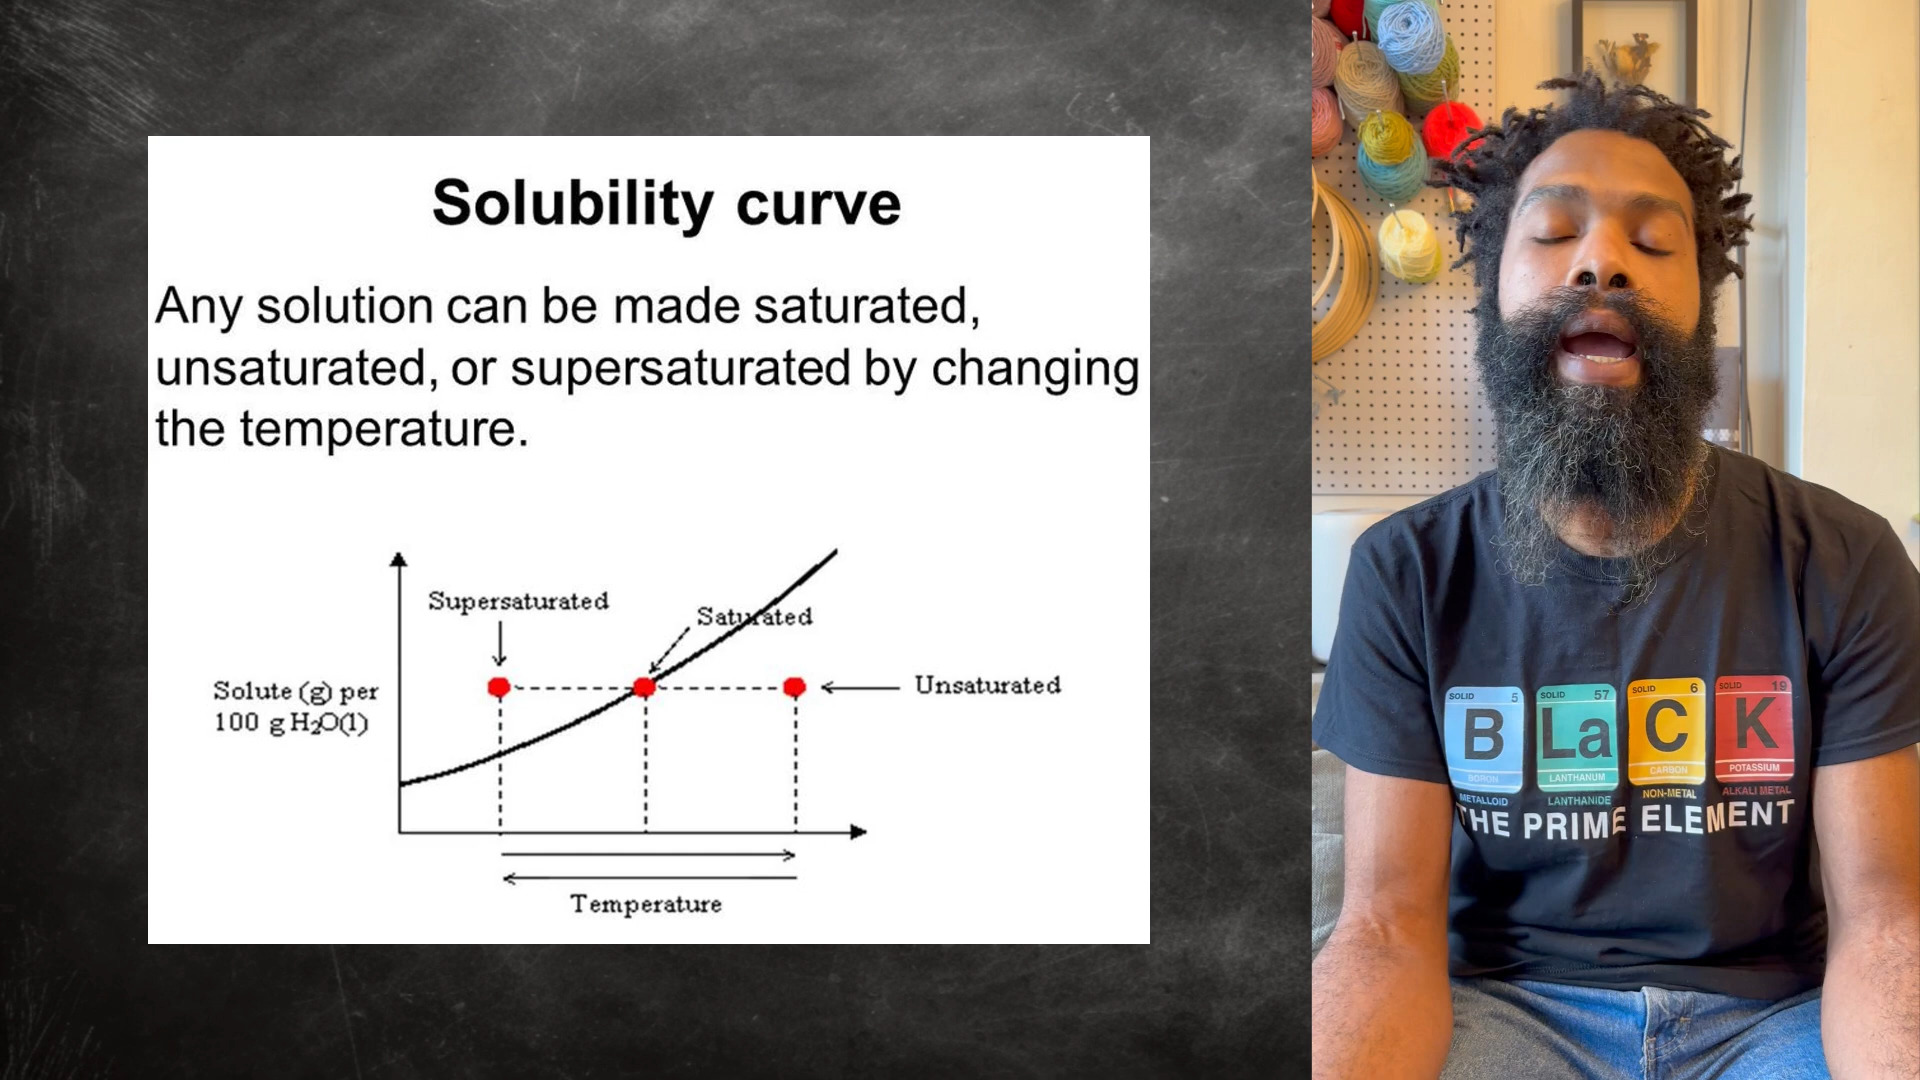 Solubility curve
Any solution can be made saturated,
unsaturated, or supersaturated by changing
the temperature.
Supersaturated
Saturated
Solute (g) per
100 g H₂O(l)
Unsaturated
Temperature
SOLID 5
B
BORON
METALLOID
SOLID 57
La
LANTHANUM
LANTHANIDE
SOLID 6
C
CARBON
NON-METAL
SOLID 19
K
POTASSIUM
ALKALI METAL
THE PRIME ELEMENT